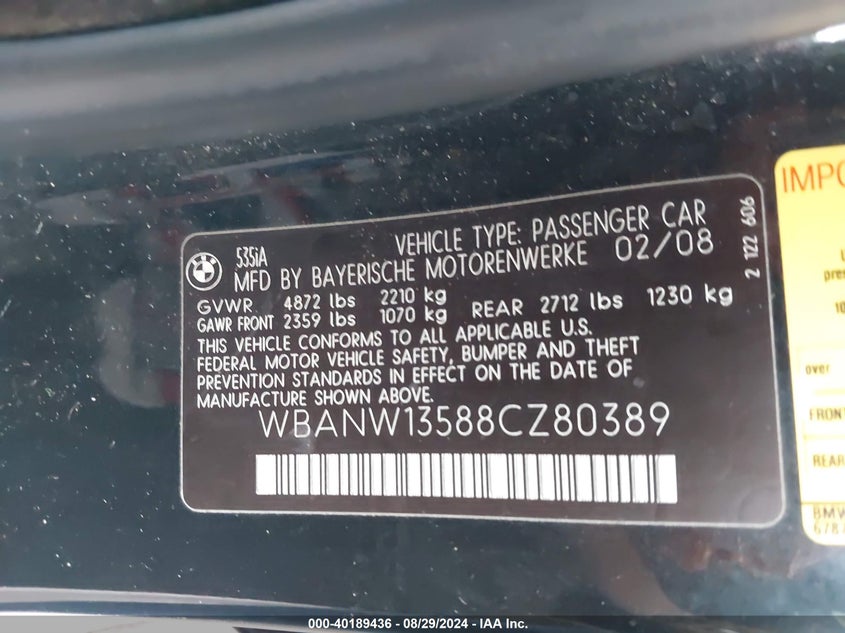 535iA VEHICLE TYPE: PASSENGER CAR
MFD BY BAYERISCHE MOTORENWERKE 02/08
GVWR 4872 lbs 2210 kg
GAWR FRONT 2359 lbs 1070 kg REAR 2712 lbs 1230 kg
THIS VEHICLE CONFORMS TO ALL APPLICABLE U.S.
FEDERAL MOTOR VEHICLE SAFETY, BUMPER AND THEFT
PREVENTION STANDARDS IN EFFECT ON THE DATE OF
MANUFACTURE SHOWN ABOVE.
WBANW13588CZ80389
2 122 606
over
FRONT
REAR
BMW
000-40189436 - 08/29/2024 - IAA, Inc.